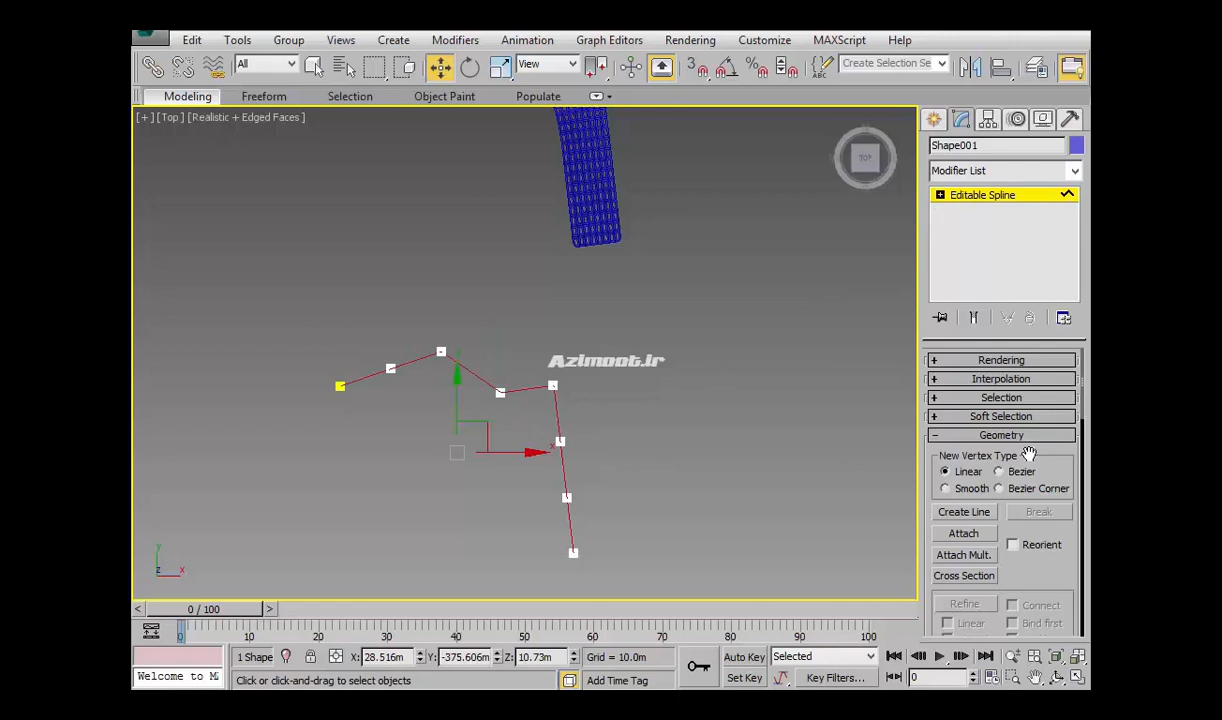 Edit Tools Group Views Create Modifiers Animation Graph Editors Rendering Customize MAXScript Help
All View 3 % ABC Create Selection Se
Modeling Freeform Selection Object Paint Populate
[+] [Top] [Realistic + Edged Faces]
TOP
Shape001
Modifier List
Editable Spline
Azimoot.ir
+ Rendering
+ Interpolation
+ Selection
+ Soft Selection
- Geometry
New Vertex Type
Linear Bezier
Smooth Bezier Corner
Create Line Break
Attach
Reorient
Attach Mult.
Cross Section
Refine Connect
Linear Bind first
x
y
z x
< 0 / 100 >
0 10 20 30 40 50 60 70 80 90 100
1 Shape X: 28.516m Y: -375.606m Z: 10.73m Grid = 10.0m Auto Key Selected
Welcome to M Click or click-and-drag to select objects Add Time Tag Set Key Key Filters... 0